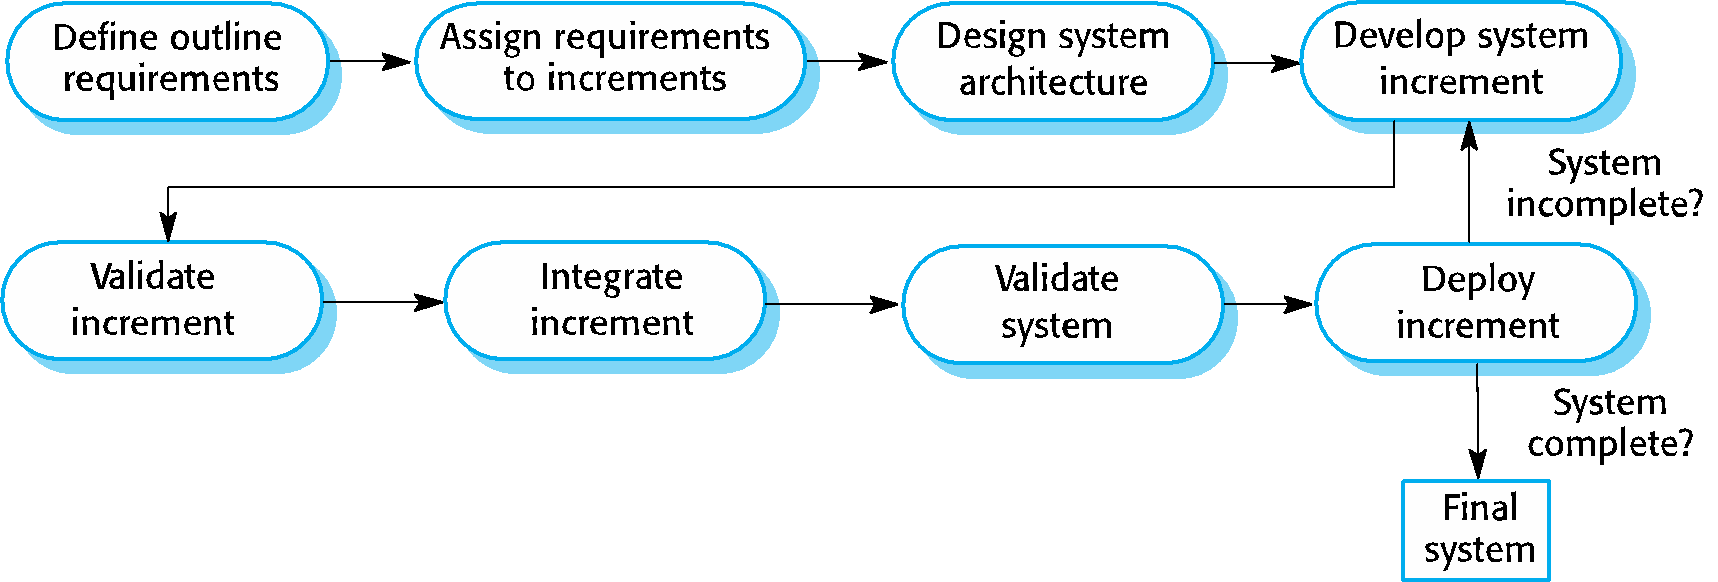 Define outline
requirements
Assign requirements
to increments
Design system
architecture
Develop system
increment
System
incomplete?
Validate
increment
Integrate
increment
Validate
system
Deploy
increment
System
complete?
Final
system